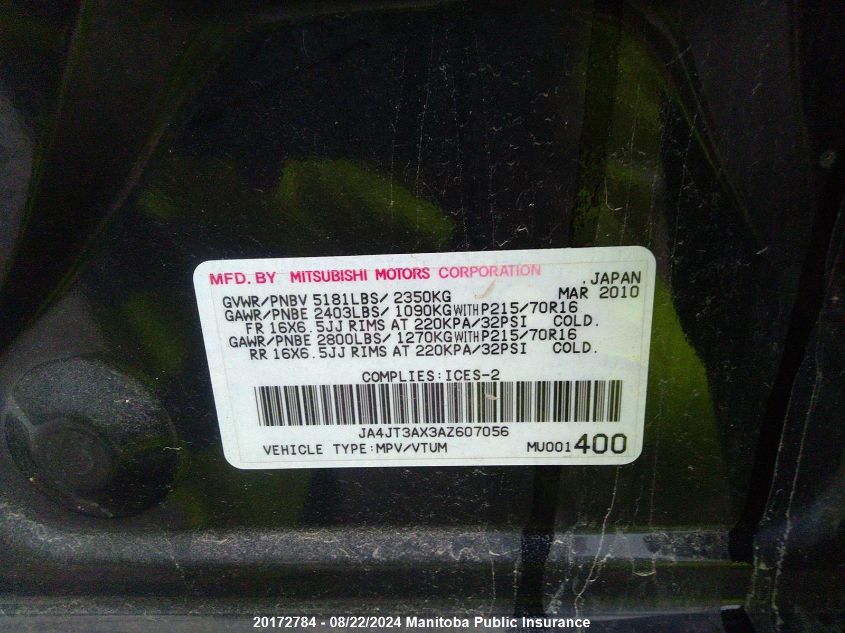 MFD. BY MITSUBISHI MOTORS CORPORATION , JAPAN
GVWR/PNBV 5181LBS/ 2350KG MAR 2010
GAWR/PNBE 2403LBS/ 1090KG WITH P215/70R16
FR 16X6.5JJ RIMS AT 220KPA/32PSI COLD.
GAWR/PNBE 2800LBS/ 1270KG WITH P215/70R16
RR 16X6.5JJ RIMS AT 220KPA/32PSI COLD.
COMPLIES:ICES-2
JA4JT3AX3AZ607056
VEHICLE TYPE:MPV/VTUM MU001400
20172784 - 08/22/2024 Manitoba Public Insurance